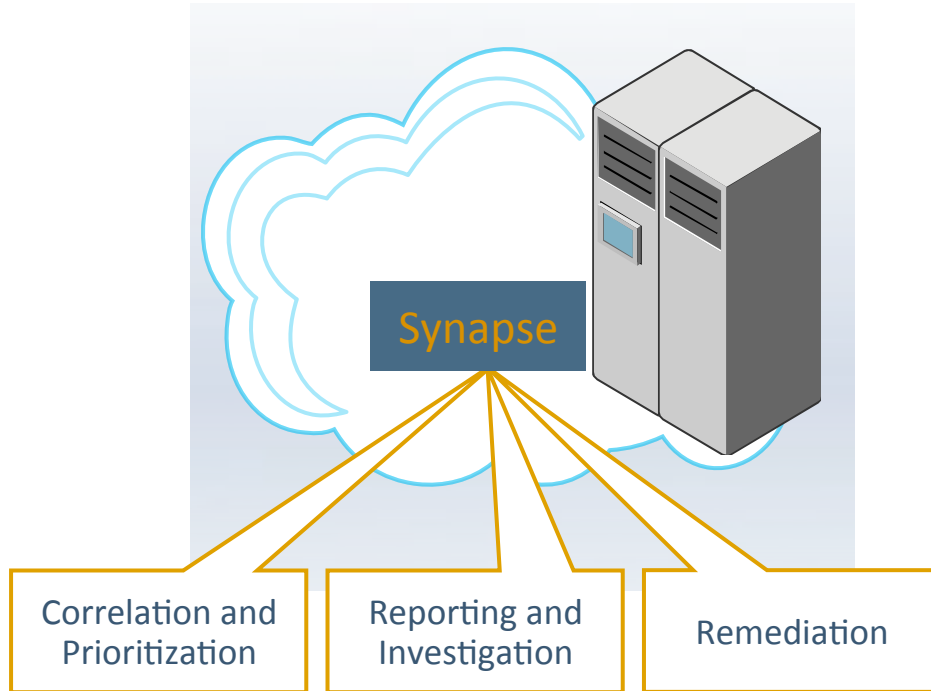 Synapse
Correlation and
Prioritization
Reporting and
Investigation
Remediation